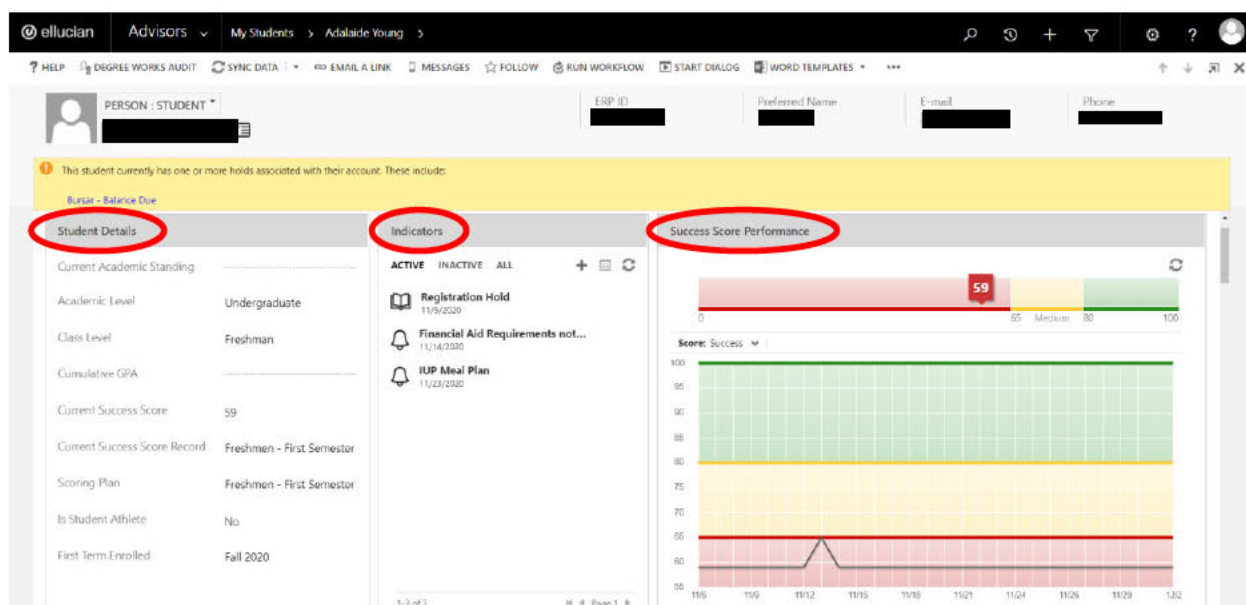 ellucian Advisors My Students > Adalaide Young >
? HELP DEGREE WORKS AUDIT SYNC DATA EMAIL A LINK MESSAGES FOLLOW RUN WORKFLOW START DIALOG WORD TEMPLATES ...
PERSON : STUDENT
ERP ID Preferred Name E-mail Phone
This student currently has one or more holds associated with their account. These include:
Bursar - Balance Due
Student Details
Current Academic Standing
Academic Level Undergraduate
Class Level Freshman
Cumulative GPA
Current Success Score 59
Current Success Score Record Freshmen - First Semester
Scoring Plan Freshmen - First Semester
Is Student Athlete No
First Term Enrolled Fall 2020
Indicators
ACTIVE INACTIVE ALL
Registration Hold
11/9/2020
Financial Aid Requirements not...
11/14/2020
IUP Meal Plan
11/23/2020
1-3 of 3 Page 1
Success Score Performance
59
0 65 Medium 80 100
Score: Success
100
95
90
85
80
75
70
65
60
55
11/6 11/9 11/12 11/15 11/18 11/21 11/24 11/26 11/29 12/2